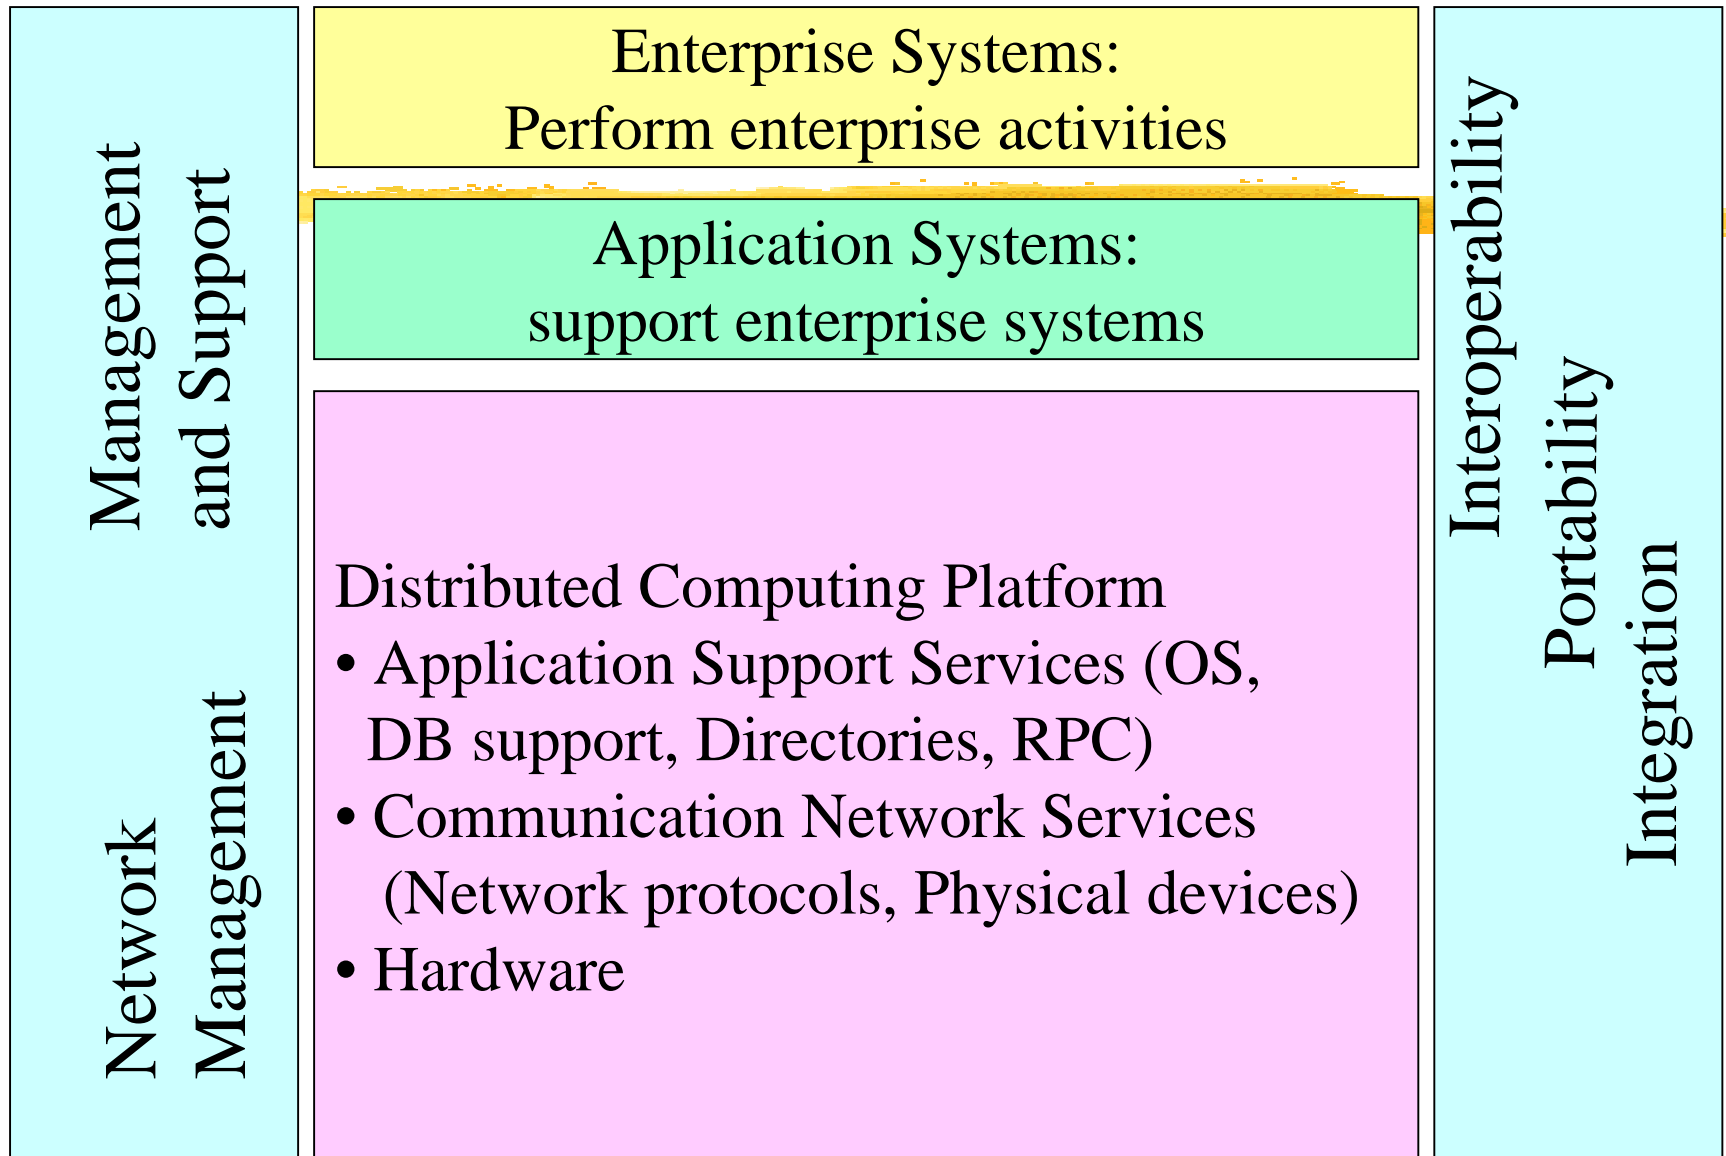 Management
and Support
Network
Management
Enterprise Systems:
Perform enterprise activities
Application Systems:
support enterprise systems
Distributed Computing Platform
• Application Support Services (OS,
DB support, Directories, RPC)
• Communication Network Services
(Network protocols, Physical devices)
• Hardware
Interoperability
Portability
Integration